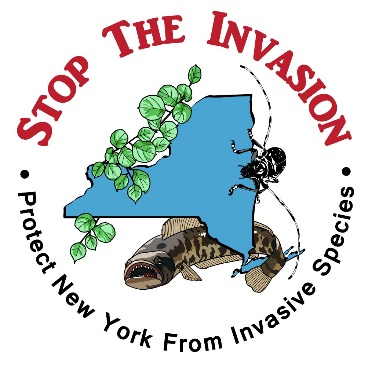 Stop The Invasion
• Protect New York From Invasive Species •